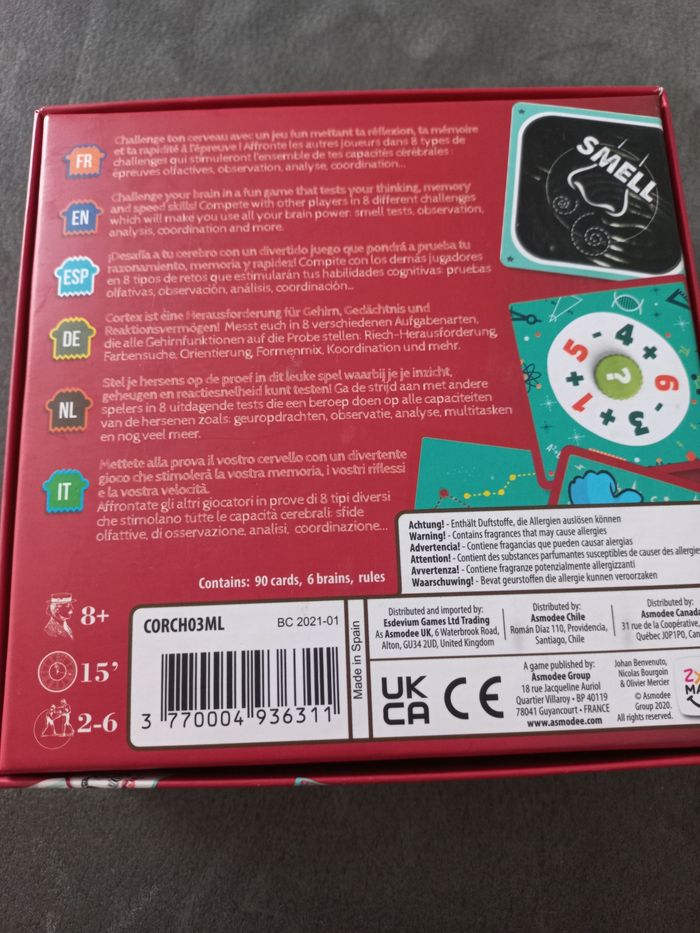 FR
Challenge ton cerveau avec un jeu fun mettant ta réflexion, ta mémoire
et ta rapidité à l'épreuve ! Affronte les autres joueurs dans 8 types de
challenges qui stimuleront l'ensemble de tes capacités cérébrales :
épreuves olfactives, observation, analyse, coordination...
EN
Challenge your brain in a fun game that tests your thinking, memory
and speed skills! Compete with other players in 8 different challenges
which will make you use all your brain power: smell tests, observation,
analysis, coordination and more.
ESP
¡Desafía a tu cerebro con un divertido juego que pondrá a prueba tu
razonamiento, memoria y rapidez! Compite con los demás jugadores
en 8 tipos de retos que estimularán tus habilidades cognitivas: pruebas
olfativas, observación, análisis, coordinación...
DE
Cortex ist eine Herausforderung für Gehirn, Gedächtnis und
Reaktionsvermögen! Messt euch in 8 verschiedenen Aufgabenarten,
die alle Gehirnfunktionen auf die Probe stellen: Riech-Herausforderung,
Farbensuche, Orientierung, Formenmix, Koordination und mehr.
NL
Stel je hersens op de proef in dit leuke spel waarbij je je inzicht,
geheugen en reactiesnelheid kunt testen! Ga de strijd aan met andere
spelers in 8 uitdagende tests die een beroep doen op alle capaciteiten
van de hersenen zoals: geuropdrachten, observatie, analyse, multitasken
en nog veel meer.
IT
Mettete alla prova il vostro cervello con un divertente
gioco che stimolerà la vostra memoria, i vostri riflessi
e la vostra velocità.
Affrontate gli altri giocatori in prove di 8 tipi diversi
che stimolano tutte le capacità cerebrali: sfide
olfattive, di osservazione, analisi, coordinazione...
SMELL
- 4 + 6 - 3 + 1 + 5
?
Contains: 90 cards, 6 brains, rules
Achtung! - Enthält Duftstoffe, die Allergien auslösen können
Warning! - Contains fragrances that may cause allergies
Advertencia! - Contiene fragancias que pueden causar alergias
Attention! - Contient des substances parfumantes susceptibles de causer des allergies
Avvertenza! - Contiene fragranze potenzialmente allergizzanti
Waarschuwing! - Bevat geurstoffen die allergie kunnen veroorzaken
8+
15'
2-6
CORCH03ML
BC 2021-01
3 770004 936311
Made in Spain
Distributed and imported by:
Esdevium Games Ltd Trading
As Asmodee UK, 6 Waterbrook Road,
Alton, GU34 2UD, United Kingdom
Distributed by:
Asmodee Chile
Román Díaz 110, Providencia,
Santiago, Chile
Distributed by:
Asmodee Canada
31 rue de la Coopérative,
Québec J0P1P0,
UK
CA
CE
A game published by:
Asmodee Group
18 rue Jacqueline Auriol
Quartier Villaroy • BP 40119
78041 Guyancourt • FRANCE
www.asmodee.com
Johan Benvenuto,
Nicolas Bourgoin
& Olivier Mercier
© Asmodee
Group 2020.
All rights reserved.